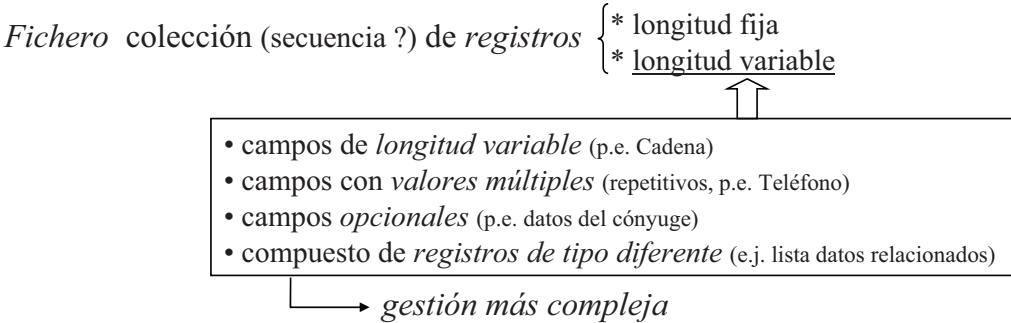 Fichero colección (secuencia ?) de registros
* longitud fija
* longitud variable
• campos de longitud variable (p.e. Cadena)
• campos con valores múltiples (repetitivos, p.e. Teléfono)
• campos opcionales (p.e. datos del cónyuge)
• compuesto de registros de tipo diferente (e.j. lista datos relacionados)
gestión más compleja